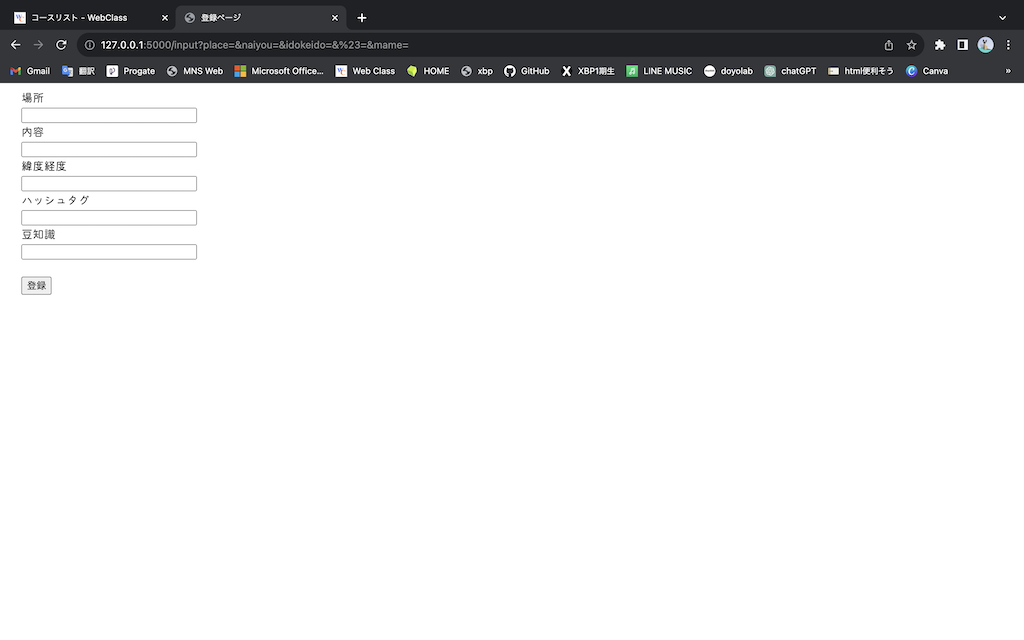 コースリスト - WebClass
登録ページ
127.0.0.1:5000/input?place=&naiyou=&idokeido=&%23=&mame=
Gmail 翻訳 Progate MNS Web Microsoft Office... Web Class HOME xbp GitHub XBP1期生 LINE MUSIC doyolab chatGPT html便利そう Canva »
場所
内容
緯度経度
ハッシュタグ
豆知識
登録